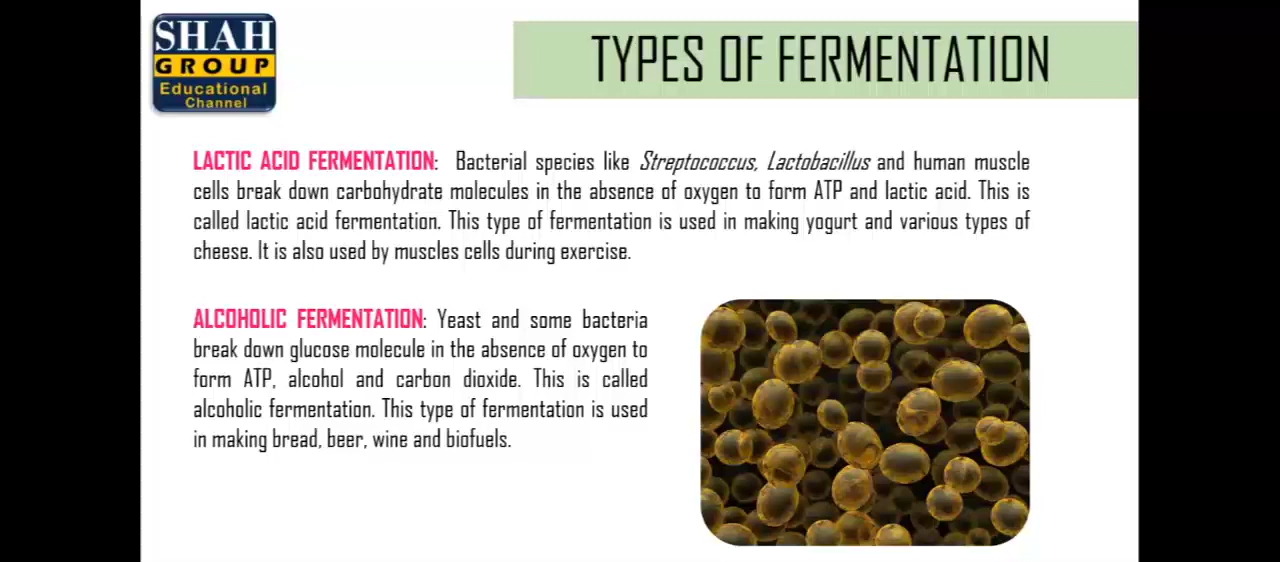 SHAH
GROUP
Educational
Channel
TYPES OF FERMENTATION
LACTIC ACID FERMENTATION: Bacterial species like Streptococcus, Lactobacillus and human muscle
cells break down carbohydrate molecules in the absence of oxygen to form ATP and lactic acid. This is
called lactic acid fermentation. This type of fermentation is used in making yogurt and various types of
cheese. It is also used by muscles cells during exercise.
ALCOHOLIC FERMENTATION: Yeast and some bacteria
break down glucose molecule in the absence of oxygen to
form ATP, alcohol and carbon dioxide. This is called
alcoholic fermentation. This type of fermentation is used
in making bread, beer, wine and biofuels.